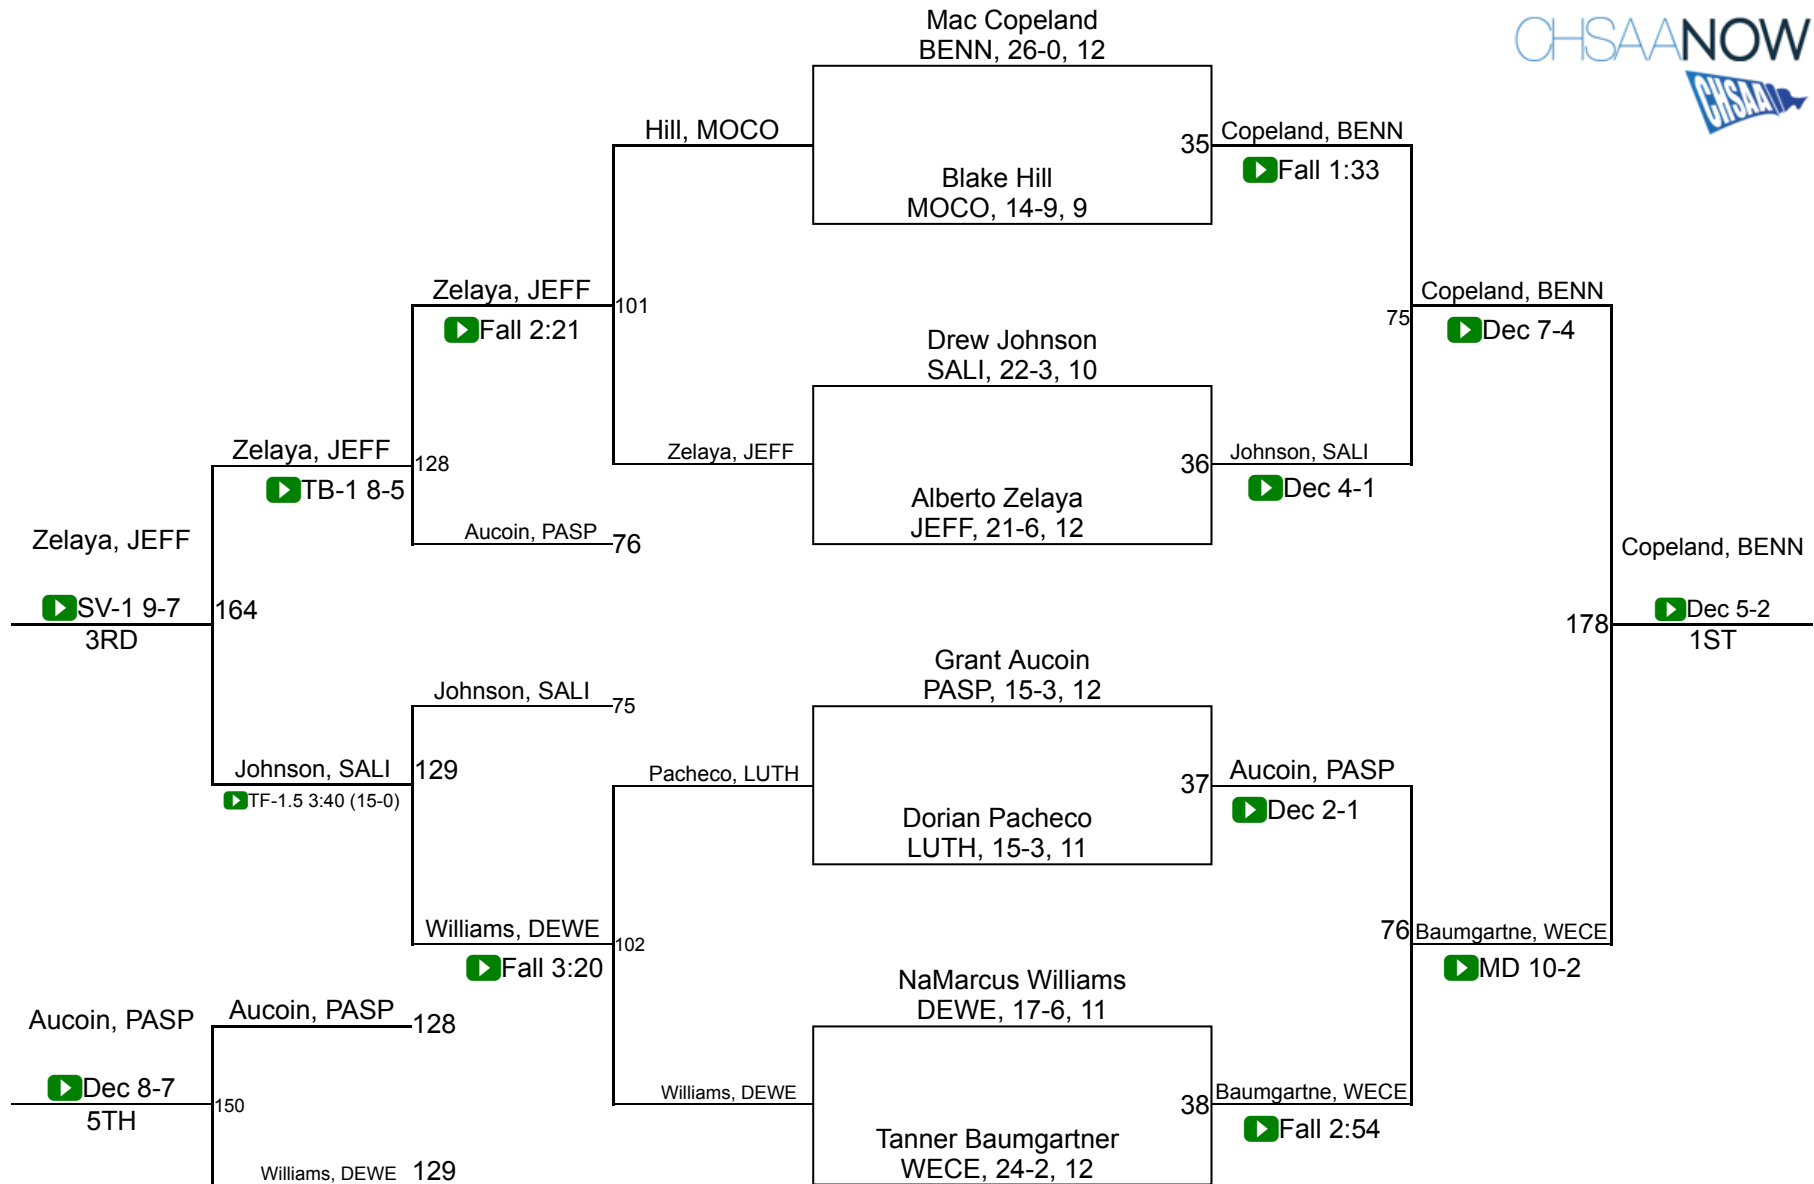 Mac Copeland
BENN, 26-0, 12
CHSAANOW
CHSAA
Hill, MOCO
35
Copeland, BENN
Fall 1:33
Blake Hill
MOCO, 14-9, 9
Zelaya, JEFF
101
Fall 2:21
Copeland, BENN
75
Dec 7-4
Drew Johnson
SALI, 22-3, 10
Zelaya, JEFF
128
TB-1 8-5
Zelaya, JEFF
36
Johnson, SALI
Dec 4-1
Alberto Zelaya
JEFF, 21-6, 12
Aucoin, PASP
76
Zelaya, JEFF
Copeland, BENN
SV-1 9-7
164
3RD
178
Dec 5-2
1ST
Grant Aucoin
PASP, 15-3, 12
Johnson, SALI
75
Johnson, SALI
129
TF-1.5 3:40 (15-0)
Pacheco, LUTH
37
Aucoin, PASP
Dec 2-1
Dorian Pacheco
LUTH, 15-3, 11
Williams, DEWE
102
Fall 3:20
76
Baumgartne, WECE
MD 10-2
NaMarcus Williams
DEWE, 17-6, 11
Aucoin, PASP
Aucoin, PASP
128
Dec 8-7
150
5TH
Williams, DEWE
38
Baumgartne, WECE
Fall 2:54
Tanner Baumgartner
WECE, 24-2, 12
Williams, DEWE
129